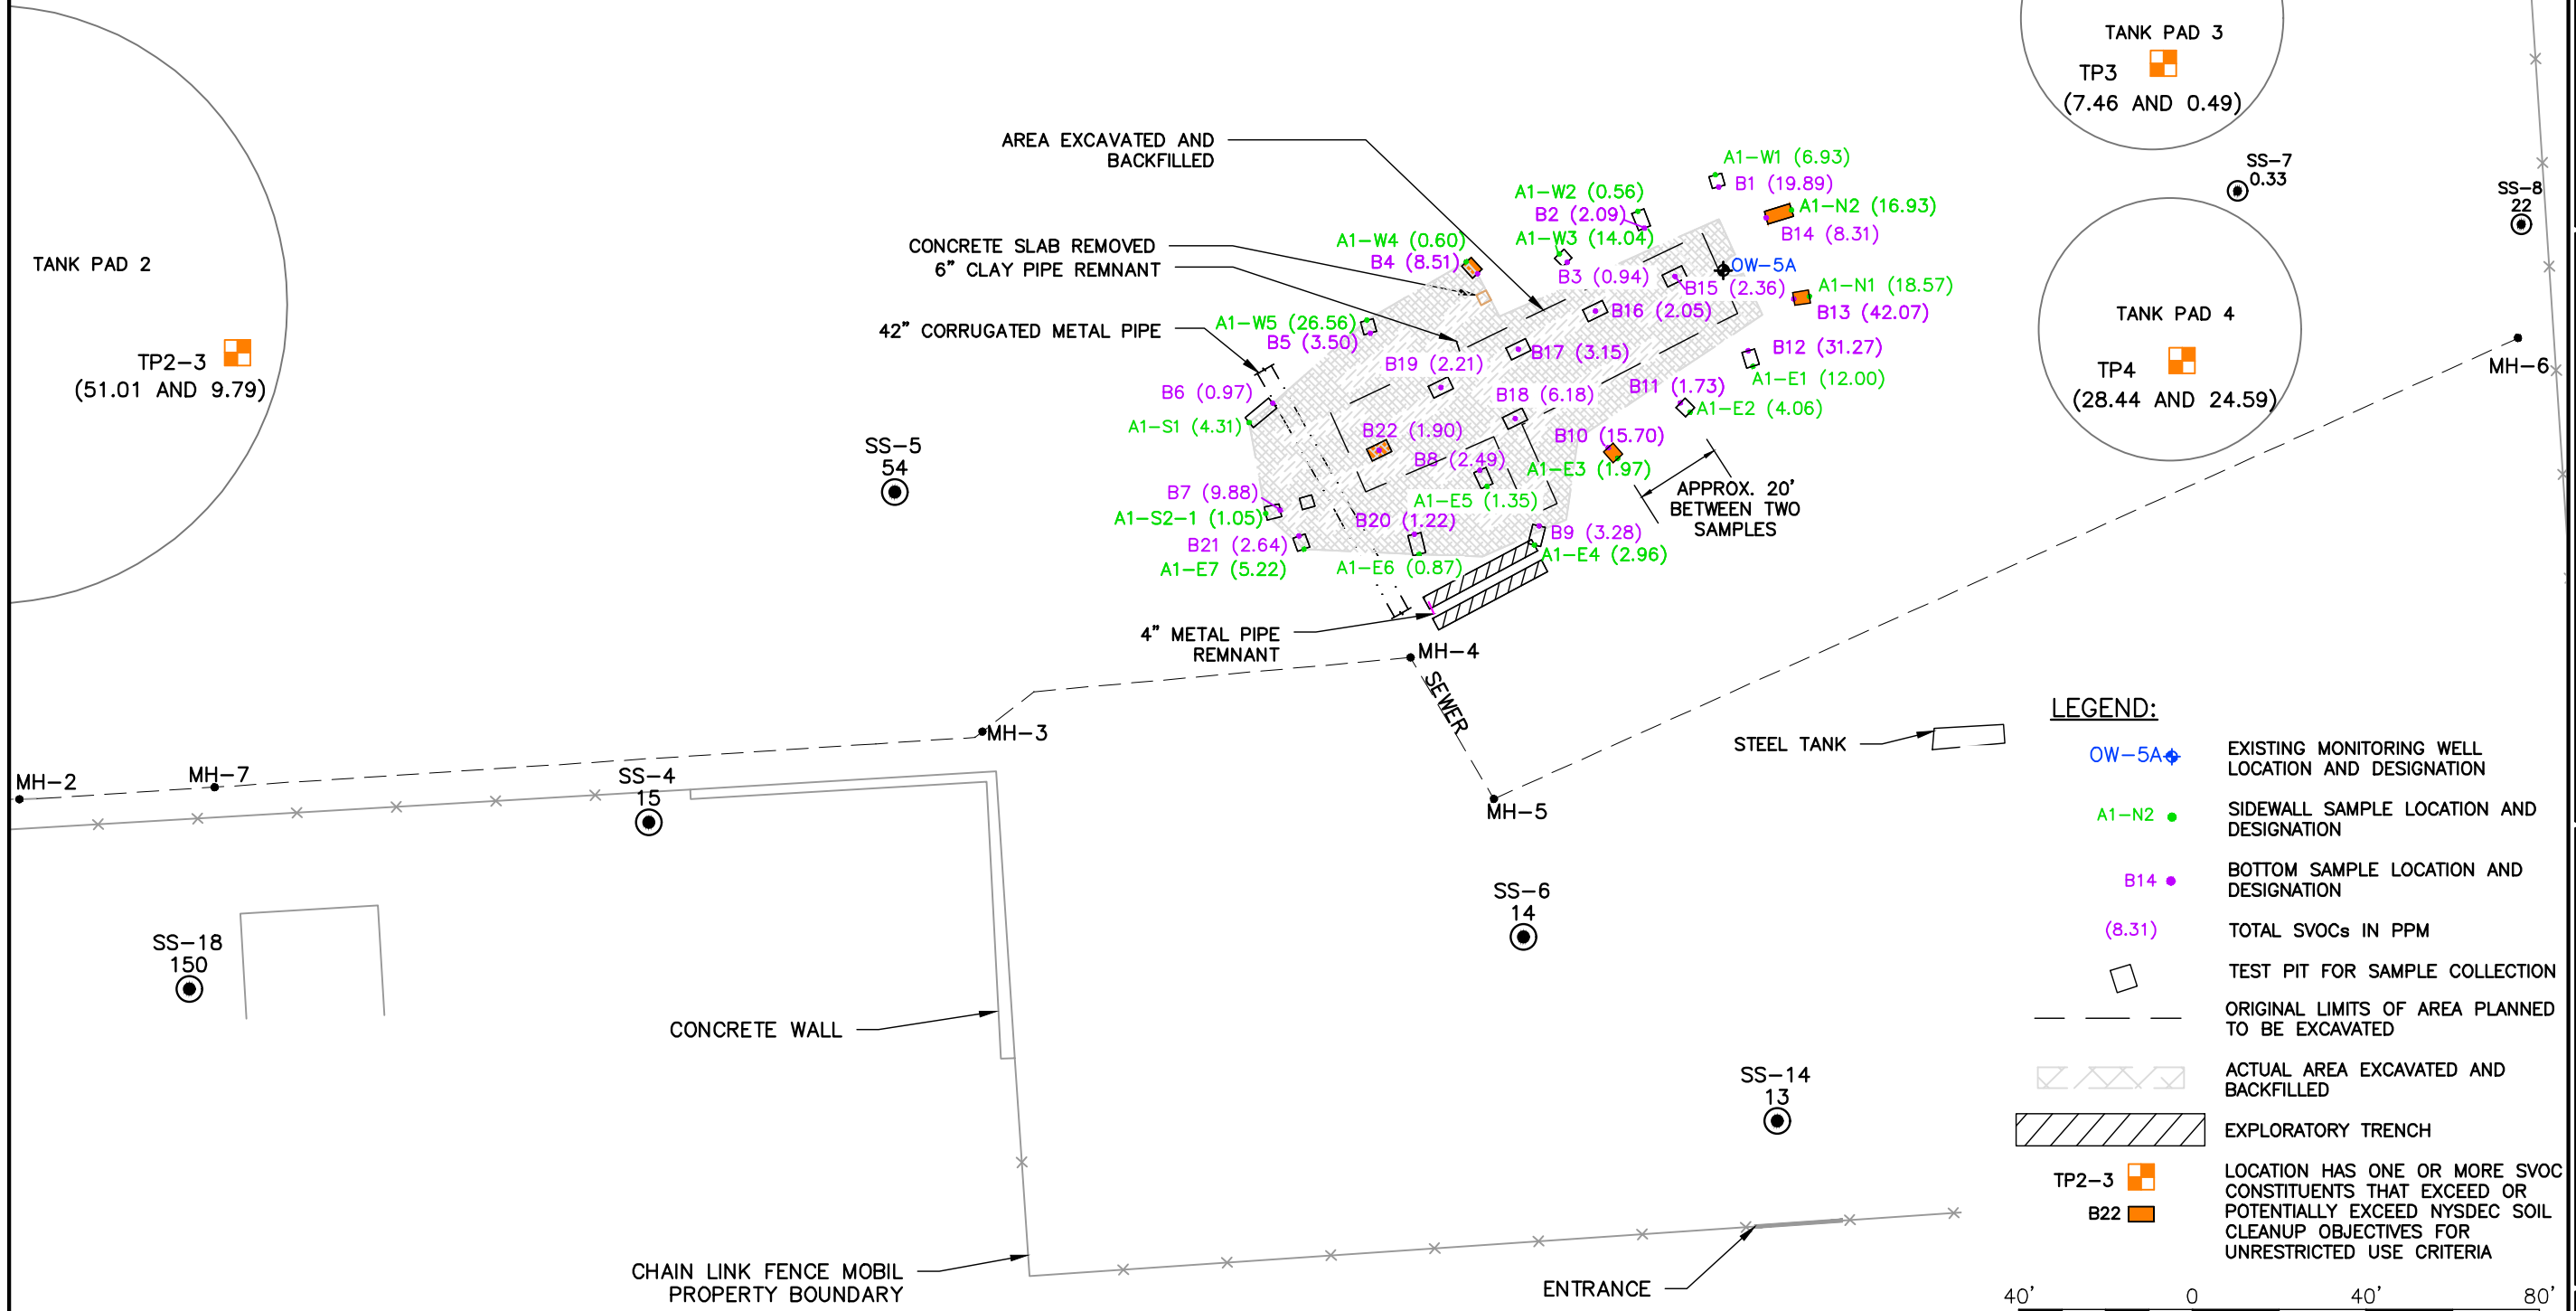 TANK PAD 3
TP3
(7.46 AND 0.49)
AREA EXCAVATED AND
BACKFILLED
A1-W1 (6.93)
B1 (19.89)
SS-7
0.33
SS-8
22
A1-W2 (0.56)
B2 (2.09)
A1-W3 (14.04)
A1-N2 (16.93)
B14 (8.31)
CONCRETE SLAB REMOVED
6" CLAY PIPE REMNANT
A1-W4 (0.60)
B4 (8.51)
B3 (0.94)
OW-5A
B15 (2.36)
A1-N1 (18.57)
B13 (42.07)
TANK PAD 2
TANK PAD 4
42" CORRUGATED METAL PIPE
A1-W5 (26.56)
B5 (3.50)
B16 (2.05)
B17 (3.15)
B12 (31.27)
A1-E1 (12.00)
TP2-3
(51.01 AND 9.79)
TP4
(28.44 AND 24.59)
MH-6
B19 (2.21)
B6 (0.97)
B18 (6.18)
B11 (1.73)
A1-E2 (4.06)
A1-S1 (4.31)
B22 (1.90)
B10 (15.70)
SS-5
54
B8 (2.49)
A1-E3 (1.97)
B7 (9.88)
A1-E5 (1.35)
APPROX. 20'
BETWEEN TWO
SAMPLES
A1-S2-1 (1.05)
B20 (1.22)
B21 (2.64)
B9 (3.28)
A1-E7 (5.22)
A1-E6 (0.87)
A1-E4 (2.96)
4" METAL PIPE
REMNANT
MH-4
SEWER
MH-3
MH-2
MH-7
SS-4
15
MH-5
STEEL TANK
SS-6
14
SS-18
150
CONCRETE WALL
SS-14
13
CHAIN LINK FENCE MOBIL
PROPERTY BOUNDARY
ENTRANCE
LEGEND:
OW-5A
EXISTING MONITORING WELL
LOCATION AND DESIGNATION
A1-N2
SIDEWALL SAMPLE LOCATION AND
DESIGNATION
B14
BOTTOM SAMPLE LOCATION AND
DESIGNATION
(8.31)
TOTAL SVOCs IN PPM
TEST PIT FOR SAMPLE COLLECTION
ORIGINAL LIMITS OF AREA PLANNED
TO BE EXCAVATED
ACTUAL AREA EXCAVATED AND
BACKFILLED
EXPLORATORY TRENCH
TP2-3
B22
LOCATION HAS ONE OR MORE SVOC
CONSTITUENTS THAT EXCEED OR
POTENTIALLY EXCEED NYSDEC SOIL
CLEANUP OBJECTIVES FOR
UNRESTRICTED USE CRITERIA
40' 0 40' 80'